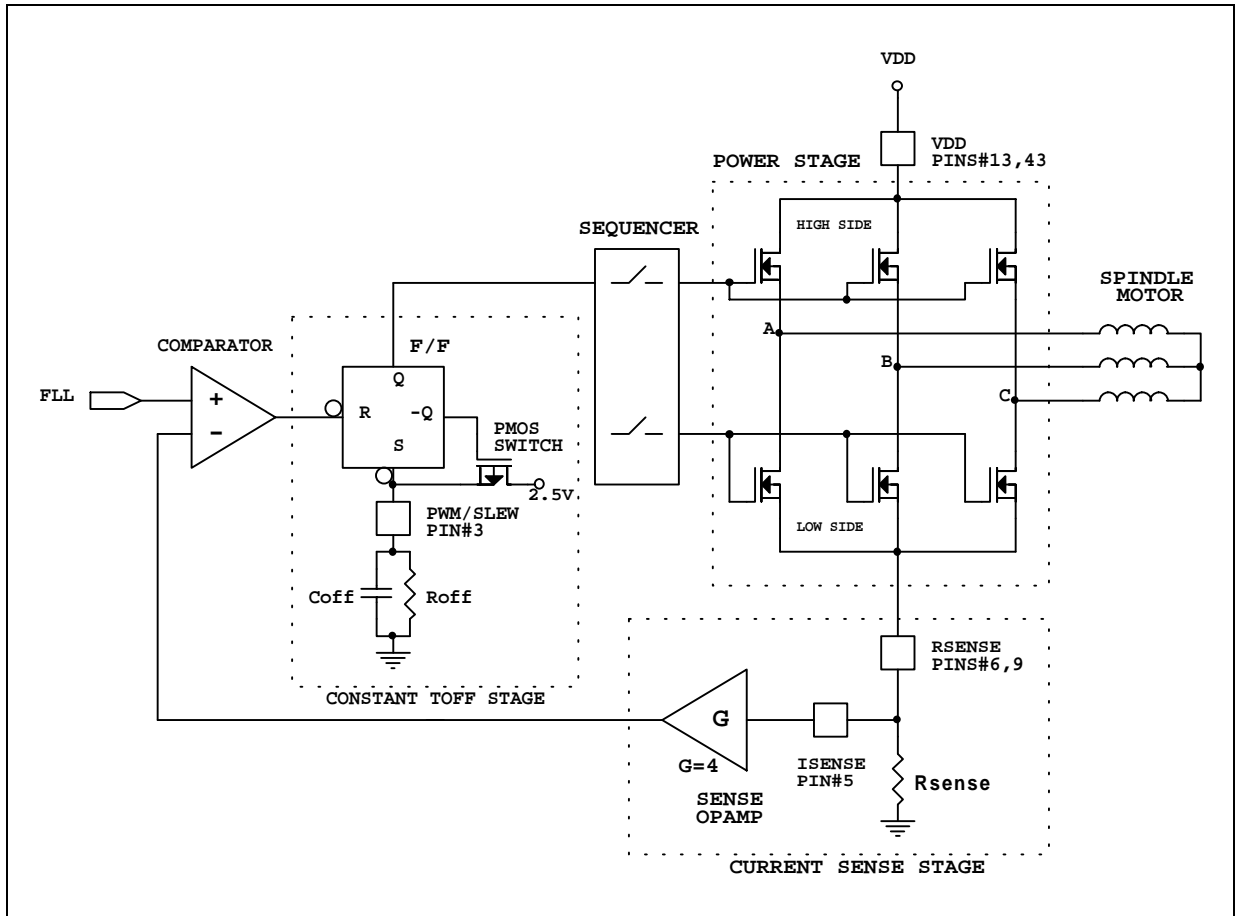 VDD
VDD
PINS#13,43
POWER STAGE
HIGH SIDE
SEQUENCER
SPINDLE
MOTOR
A
COMPARATOR
F/F
B
Q
FLL
+
R
-Q
C
-
S
PMOS
SWITCH
2.5V
PWM/SLEW
PIN#3
LOW SIDE
Coff
Roff
RSENSE
PINS#6,9
CONSTANT TOFF STAGE
G
G=4
ISENSE
PIN#5
Rsense
SENSE
OPAMP
CURRENT SENSE STAGE